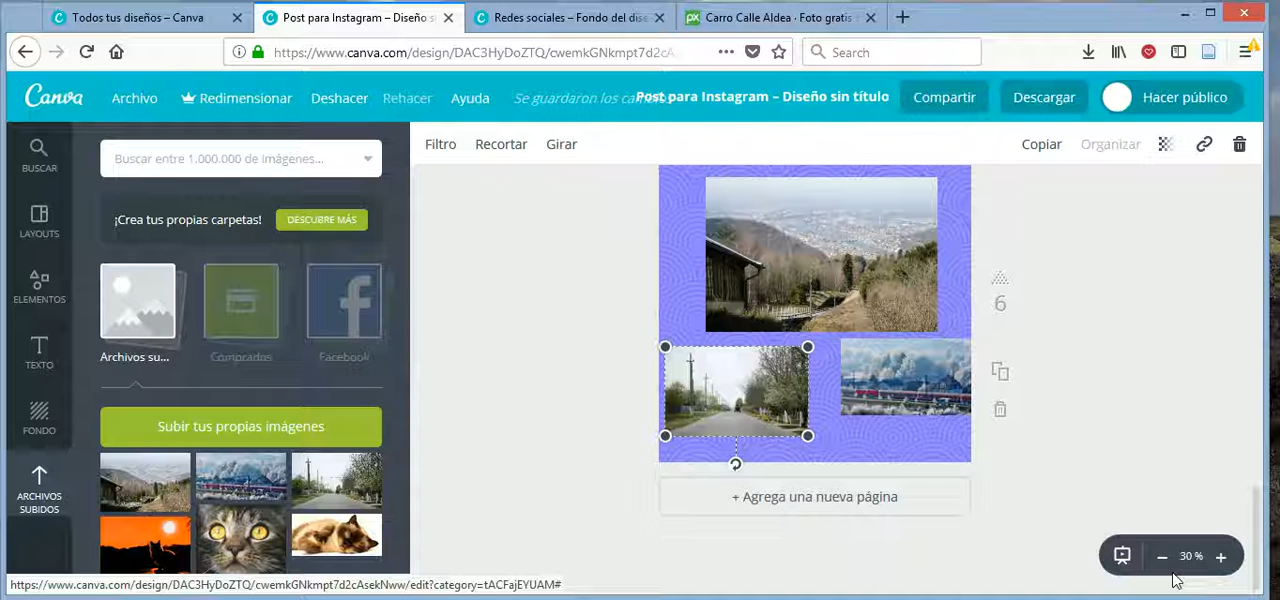 Todos tus diseños – Canva
Post para Instagram – Diseño s
Redes sociales – Fondo del dise
px Carro Calle Aldea · Foto gratis
https://www.canva.com/design/DAC3HyDoZTQ/cwemkGNkmpt7d2cA
Search
Canva
Archivo
Redimensionar
Deshacer
Rehacer
Ayuda
Se guardaron los
Post para Instagram – Diseño sin título
Compartir
Descargar
Hacer público
BUSCAR
LAYOUTS
ELEMENTOS
TEXTO
FONDO
ARCHIVOS
SUBIDOS
Buscar entre 1.000.000 de imágenes...
¡Crea tus propias carpetas!
DESCUBRE MÁS
Archivos su...
Comprados
Facebook
Subir tus propias imágenes
Filtro
Recortar
Girar
Copiar
Organizar
6
+ Agrega una nueva página
30 %
https://www.canva.com/design/DAC3HyDoZTQ/cwemkGNkmpt7d2cAsekNww/edit?category=tACFajEYUAM#